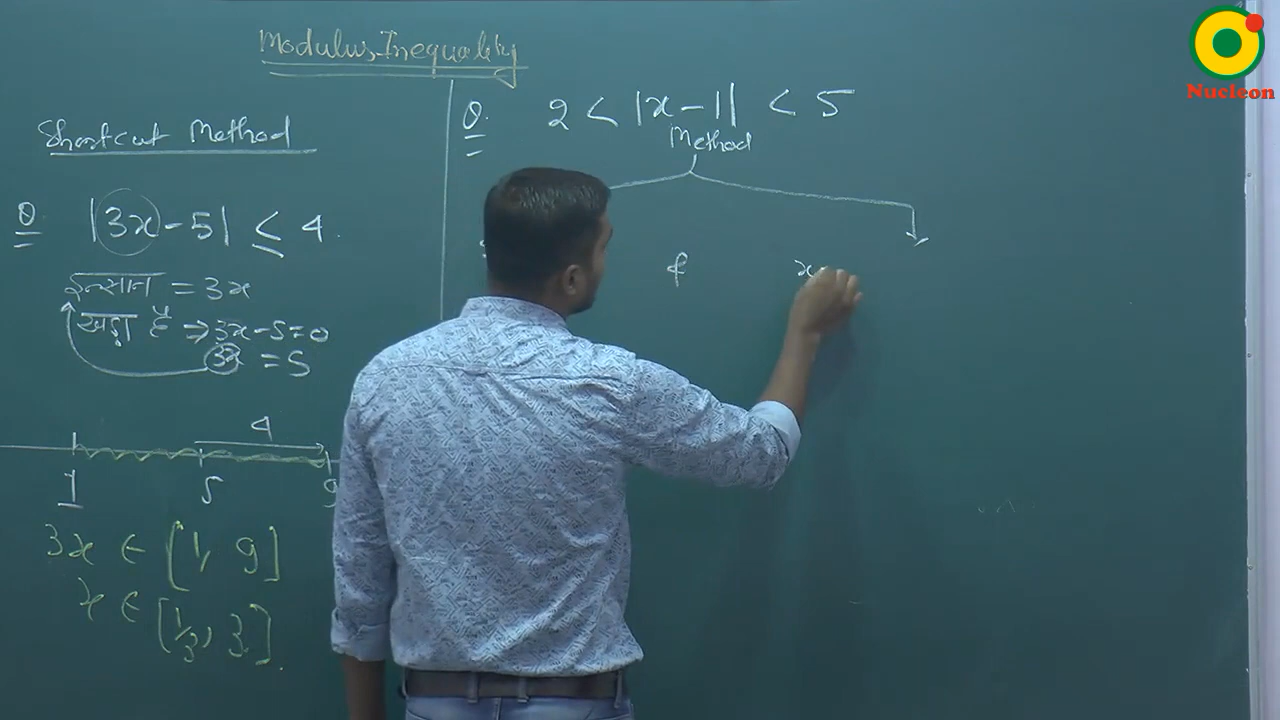 Modulus Inequality
Nucleon
Shortcut Method
Q |3x-5| ≤ 4.
इन्सान = 3x
खड़ा है ⇒ 3x-5=0
3x = 5
4
1 5 9
3x ∈ [1, 9]
x ∈ [1/3, 3].
Q. 2 < |x-1| < 5
Method
&
x